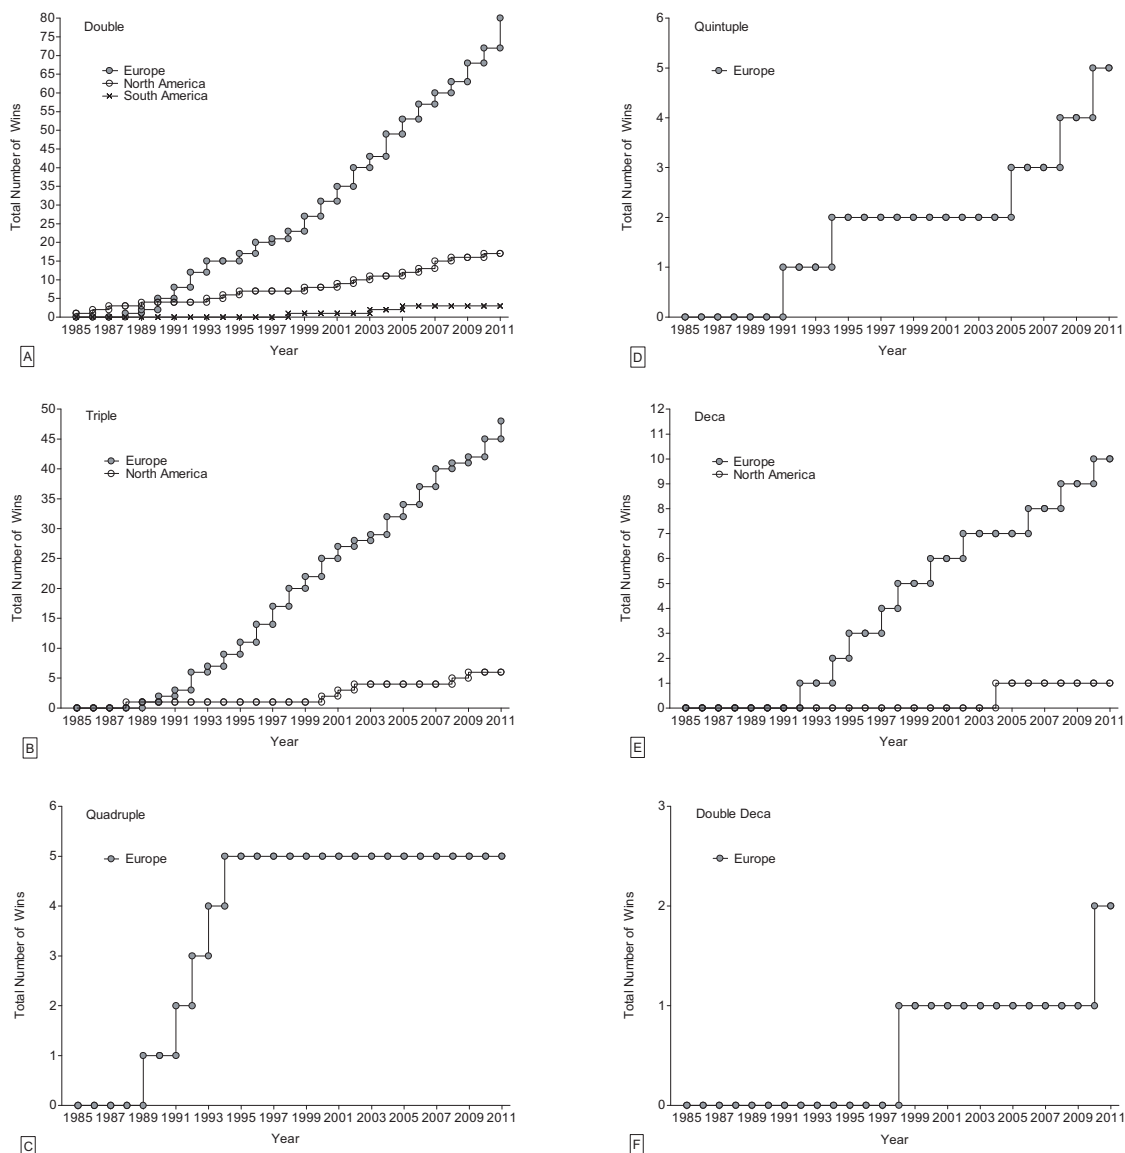 Double
Europe
North America
South America
Total Number of Wins
80
75
70
65
60
55
50
45
40
35
30
25
20
15
10
5
0
1985 1987 1989 1991 1993 1995 1997 1999 2001 2003 2005 2007 2009 2011
Year
A
Quintuple
Europe
Total Number of Wins
6
5
4
3
2
1
0
1985 1987 1989 1991 1993 1995 1997 1999 2001 2003 2005 2007 2009 2011
Year
D
Triple
Europe
North America
Total Number of Wins
50
45
40
35
30
25
20
15
10
5
0
1985 1987 1989 1991 1993 1995 1997 1999 2001 2003 2005 2007 2009 2011
Year
B
Deca
Europe
North America
Total Number of Wins
12
11
10
9
8
7
6
5
4
3
2
1
0
1985 1987 1989 1991 1993 1995 1997 1999 2001 2003 2005 2007 2009 2011
Year
E
Quadruple
Europe
Total Number of Wins
6
5
4
3
2
1
0
1985 1987 1989 1991 1993 1995 1997 1999 2001 2003 2005 2007 2009 2011
Year
C
Double Deca
Europe
Total Number of Wins
3
2
1
0
1985 1987 1989 1991 1993 1995 1997 1999 2001 2003 2005 2007 2009 2011
Year
F